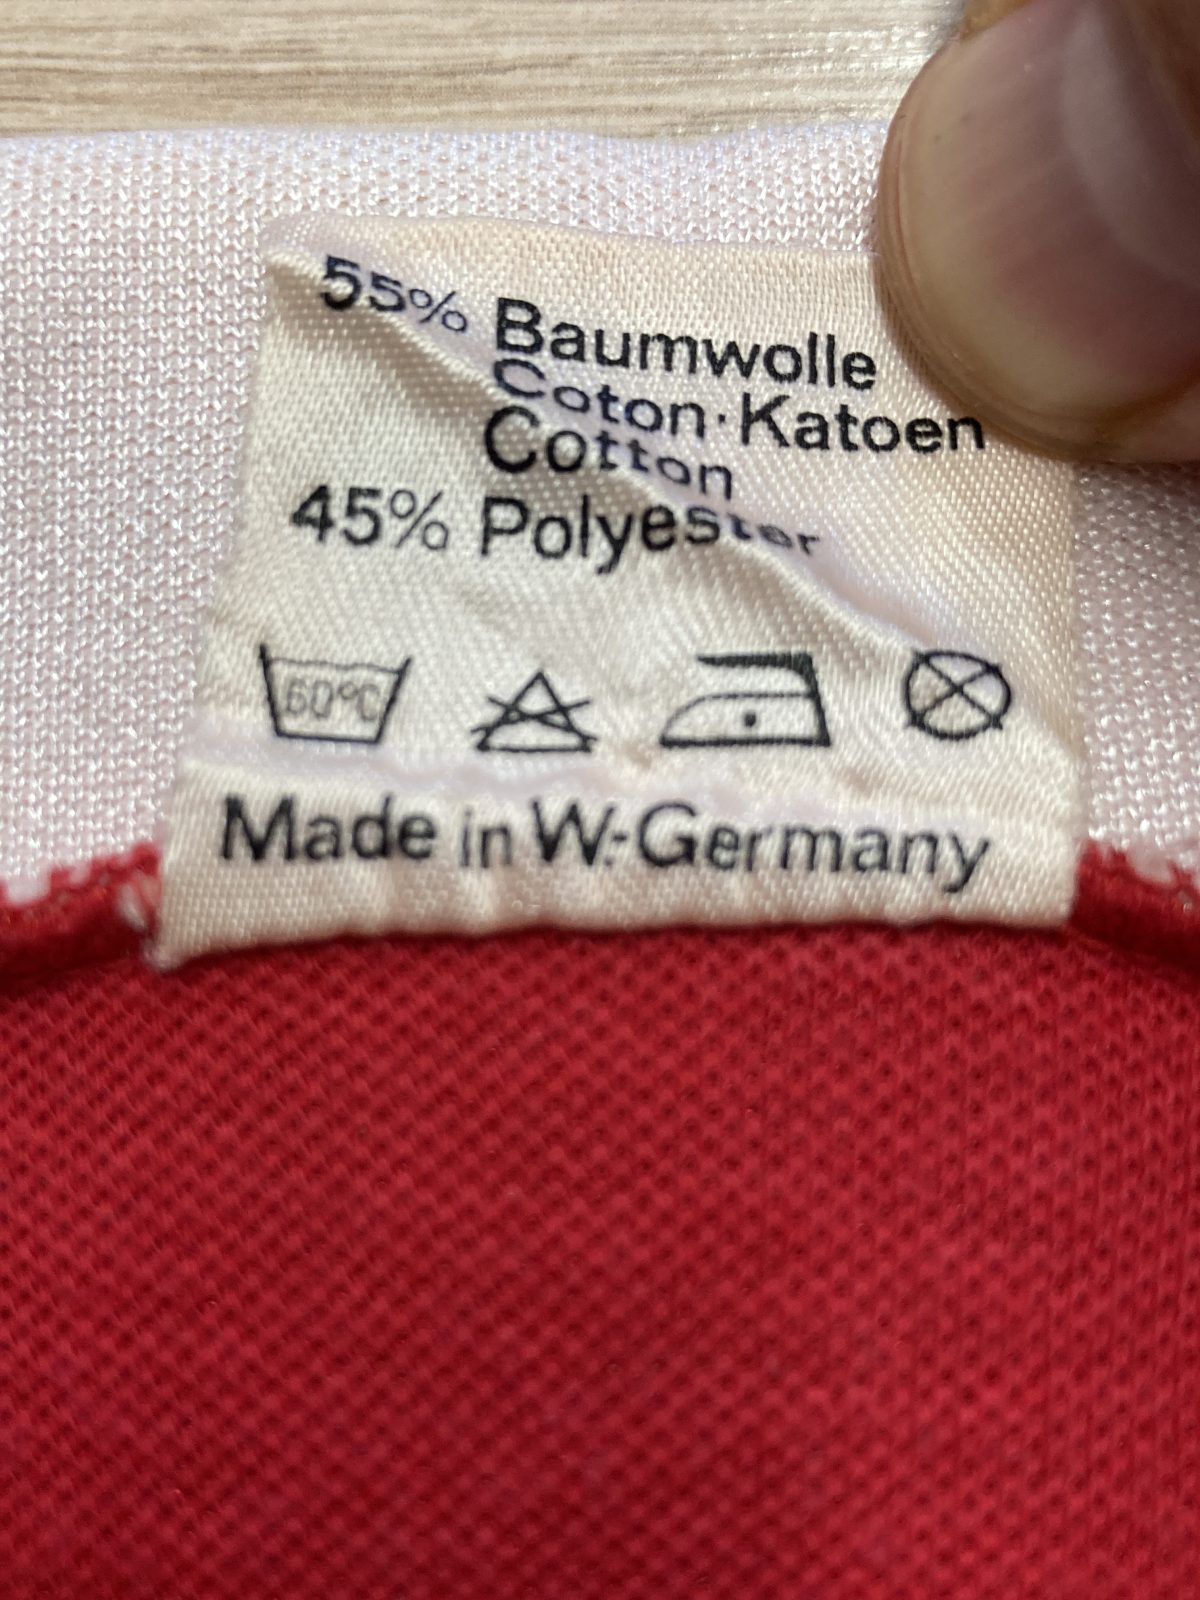 55% Baumwolle
Coton·Katoen
Cotton
45% Polyester
60°C
Made in W.-Germany